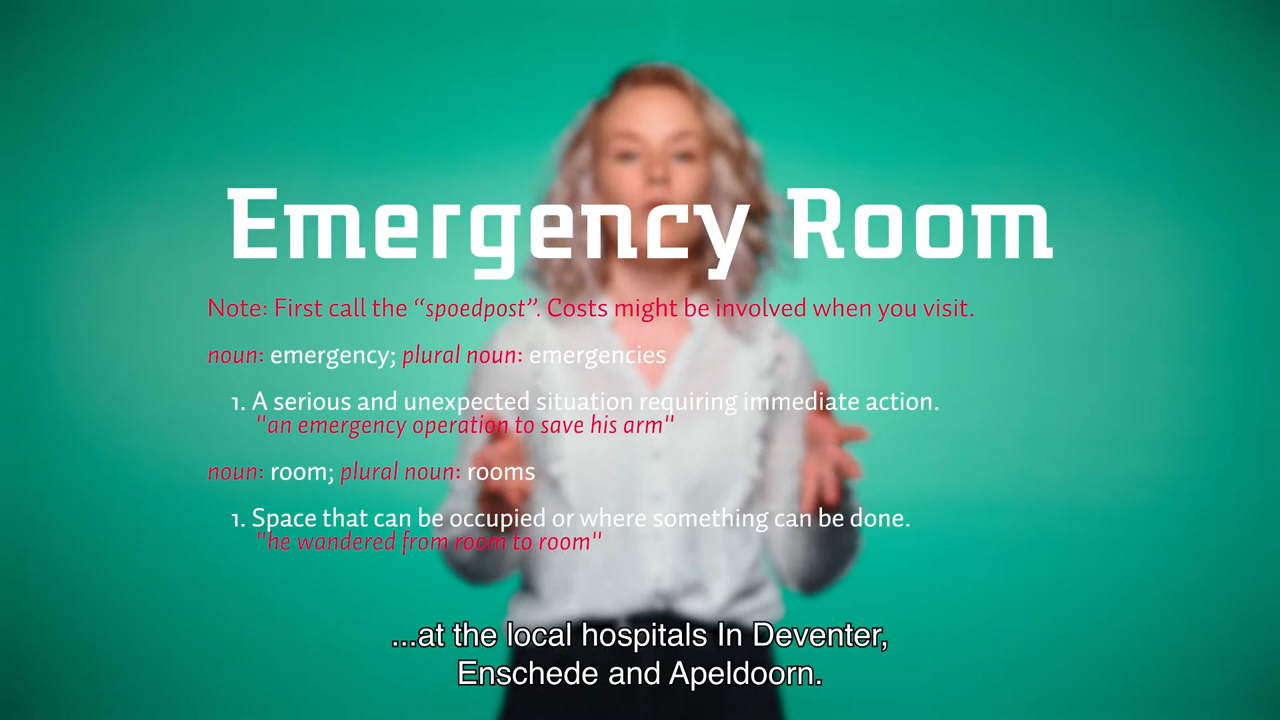 Emergency Room
Note: First call the “spoedpost”. Costs might be involved when you visit.
noun: emergency; plural noun: emergencies
1. A serious and unexpected situation requiring immediate action.
"an emergency operation to save his arm"
noun: room; plural noun: rooms
1. Space that can be occupied or where something can be done.
"he wandered from room to room"
...at the local hospitals In Deventer,
Enschede and Apeldoorn.